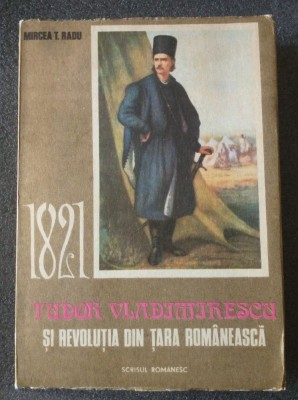 MIRCEA T. RADU
1821
TUDOR VLADIMIRESCU
ȘI REVOLUȚIA DIN ȚARA ROMÂNEASCĂ
SCRISUL ROMÂNESC